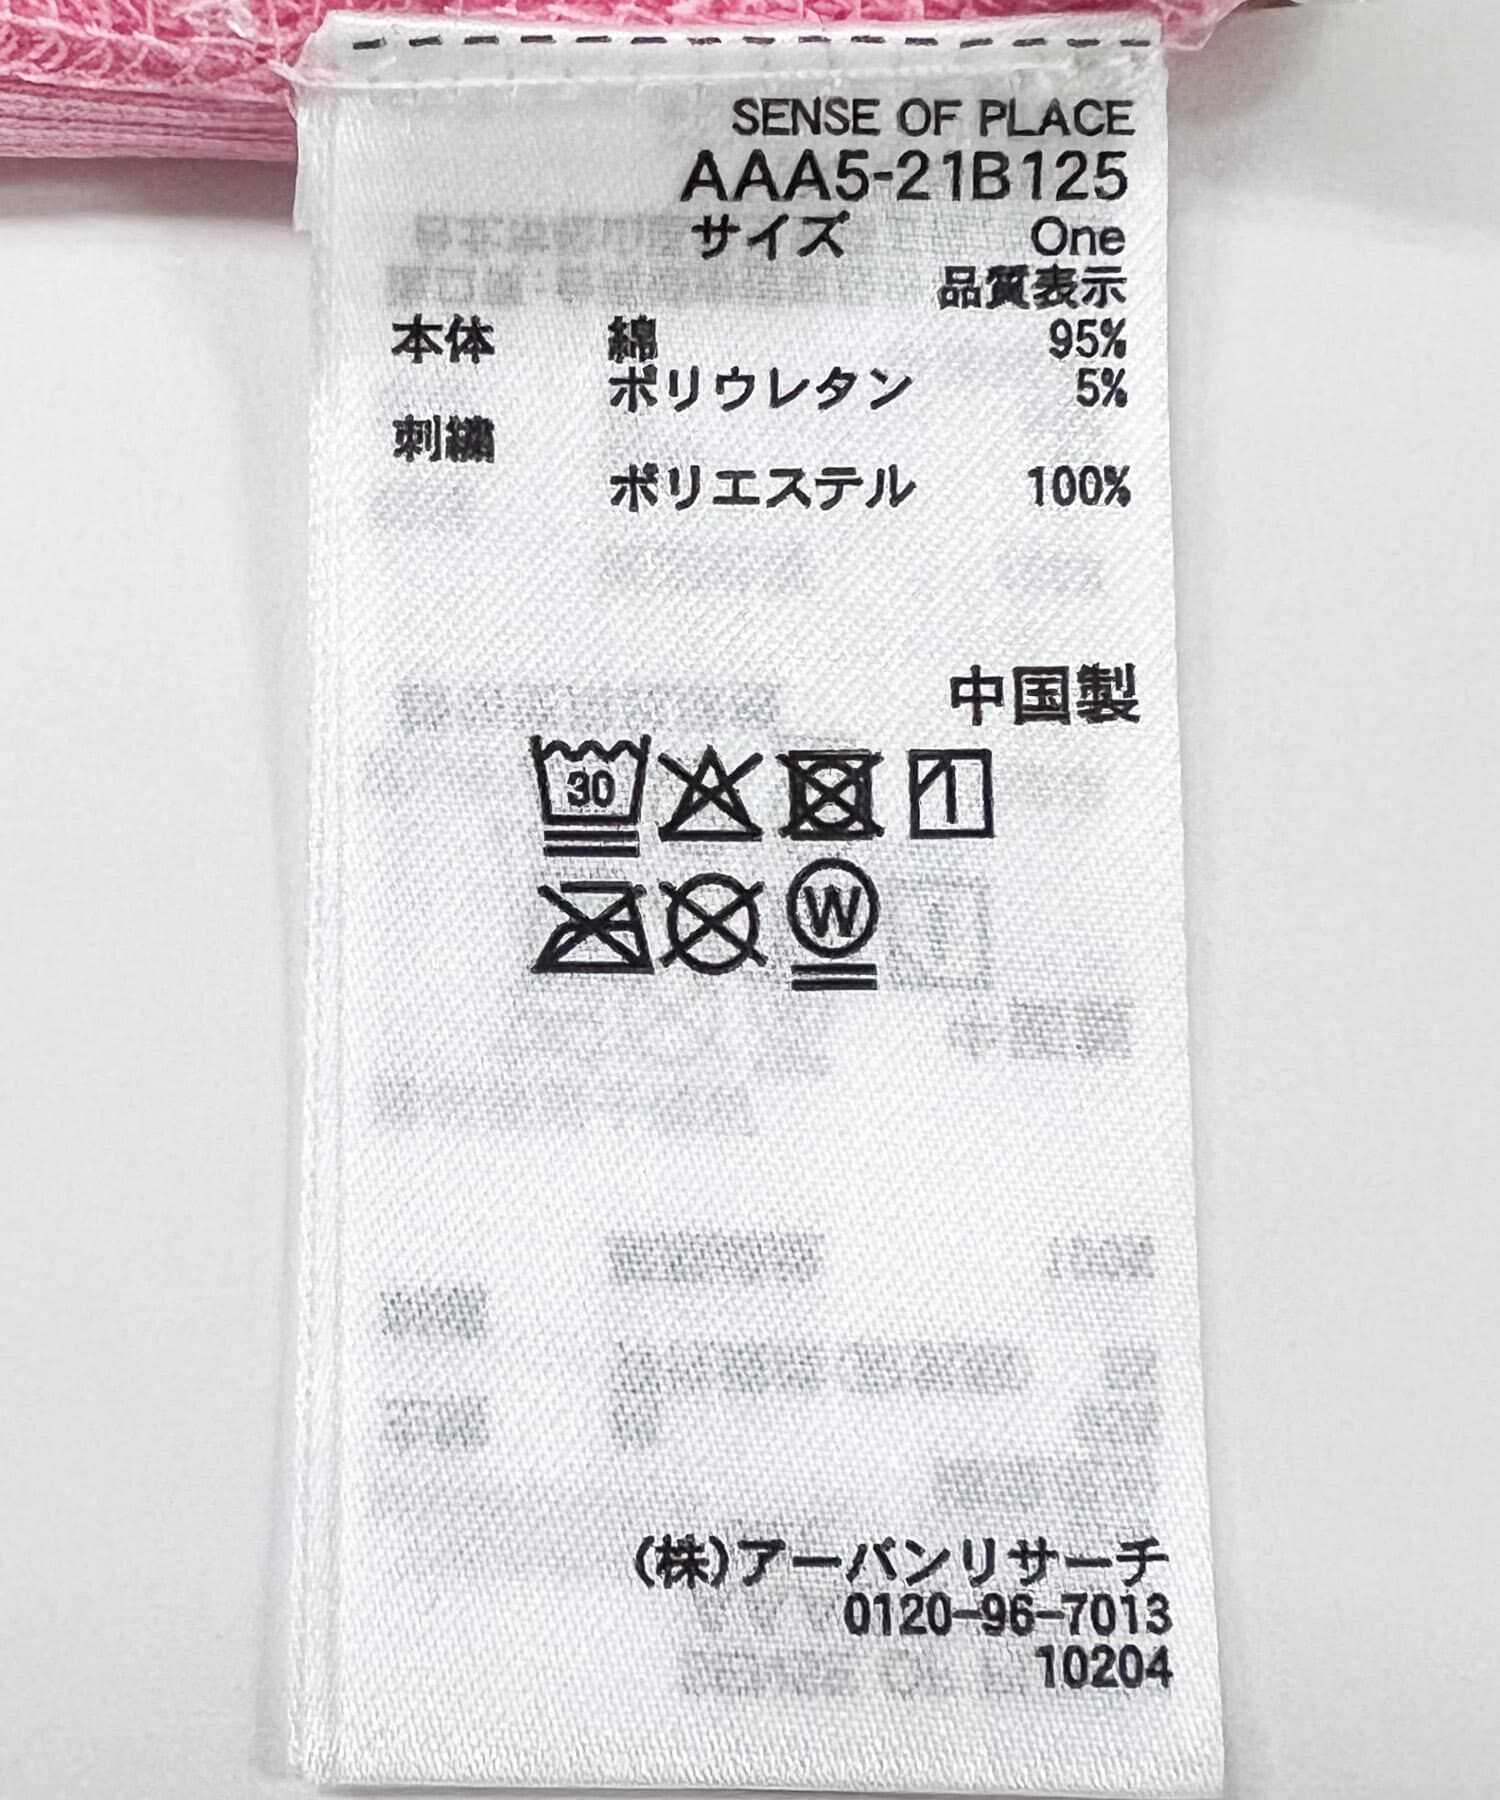 SENSE OF PLACE
AAA5-21B125
サイズ One
品質表示
本体 綿 95%
ポリウレタン 5%
刺繍
ポリエステル 100%
中国製
30
W
(株)アーバンリサーチ
0120-96-7013
10204